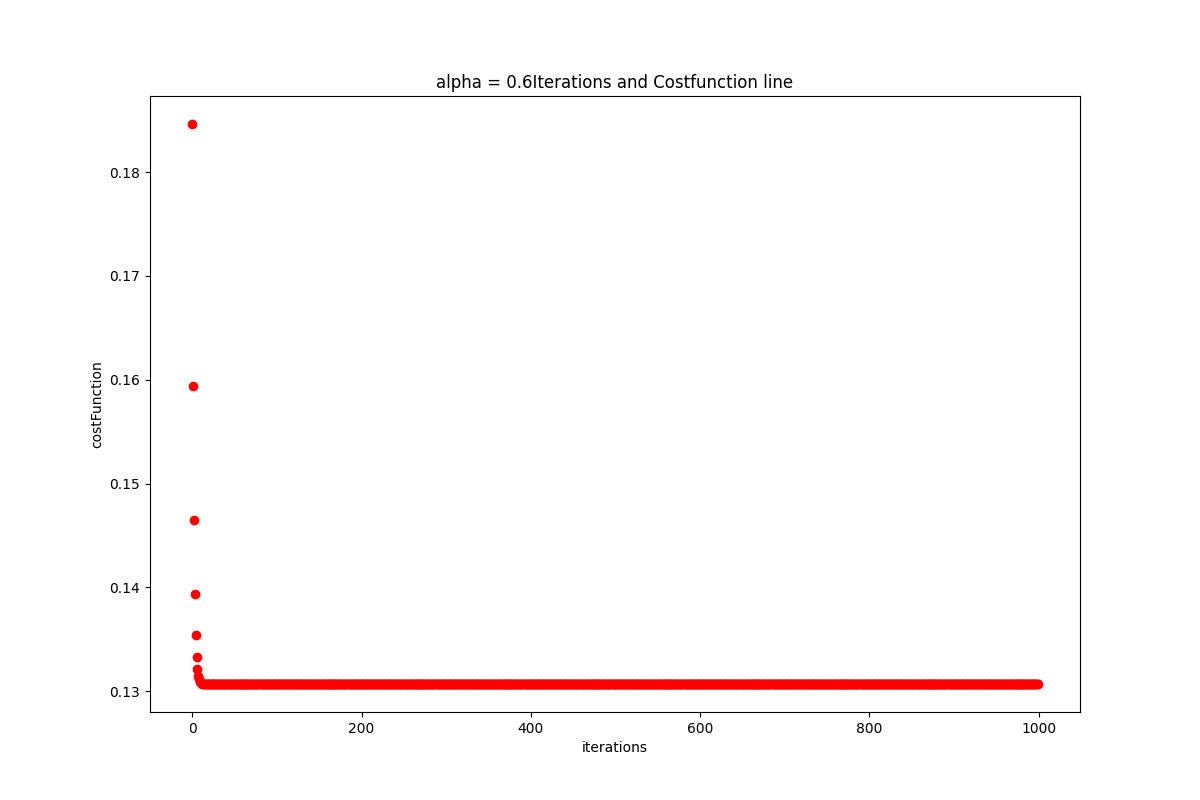 alpha = 0.6Iterations and Costfunction line
0.18
0.17
0.16
0.15
0.14
0.13
costFunction
0 200 400 600 800 1000
iterations